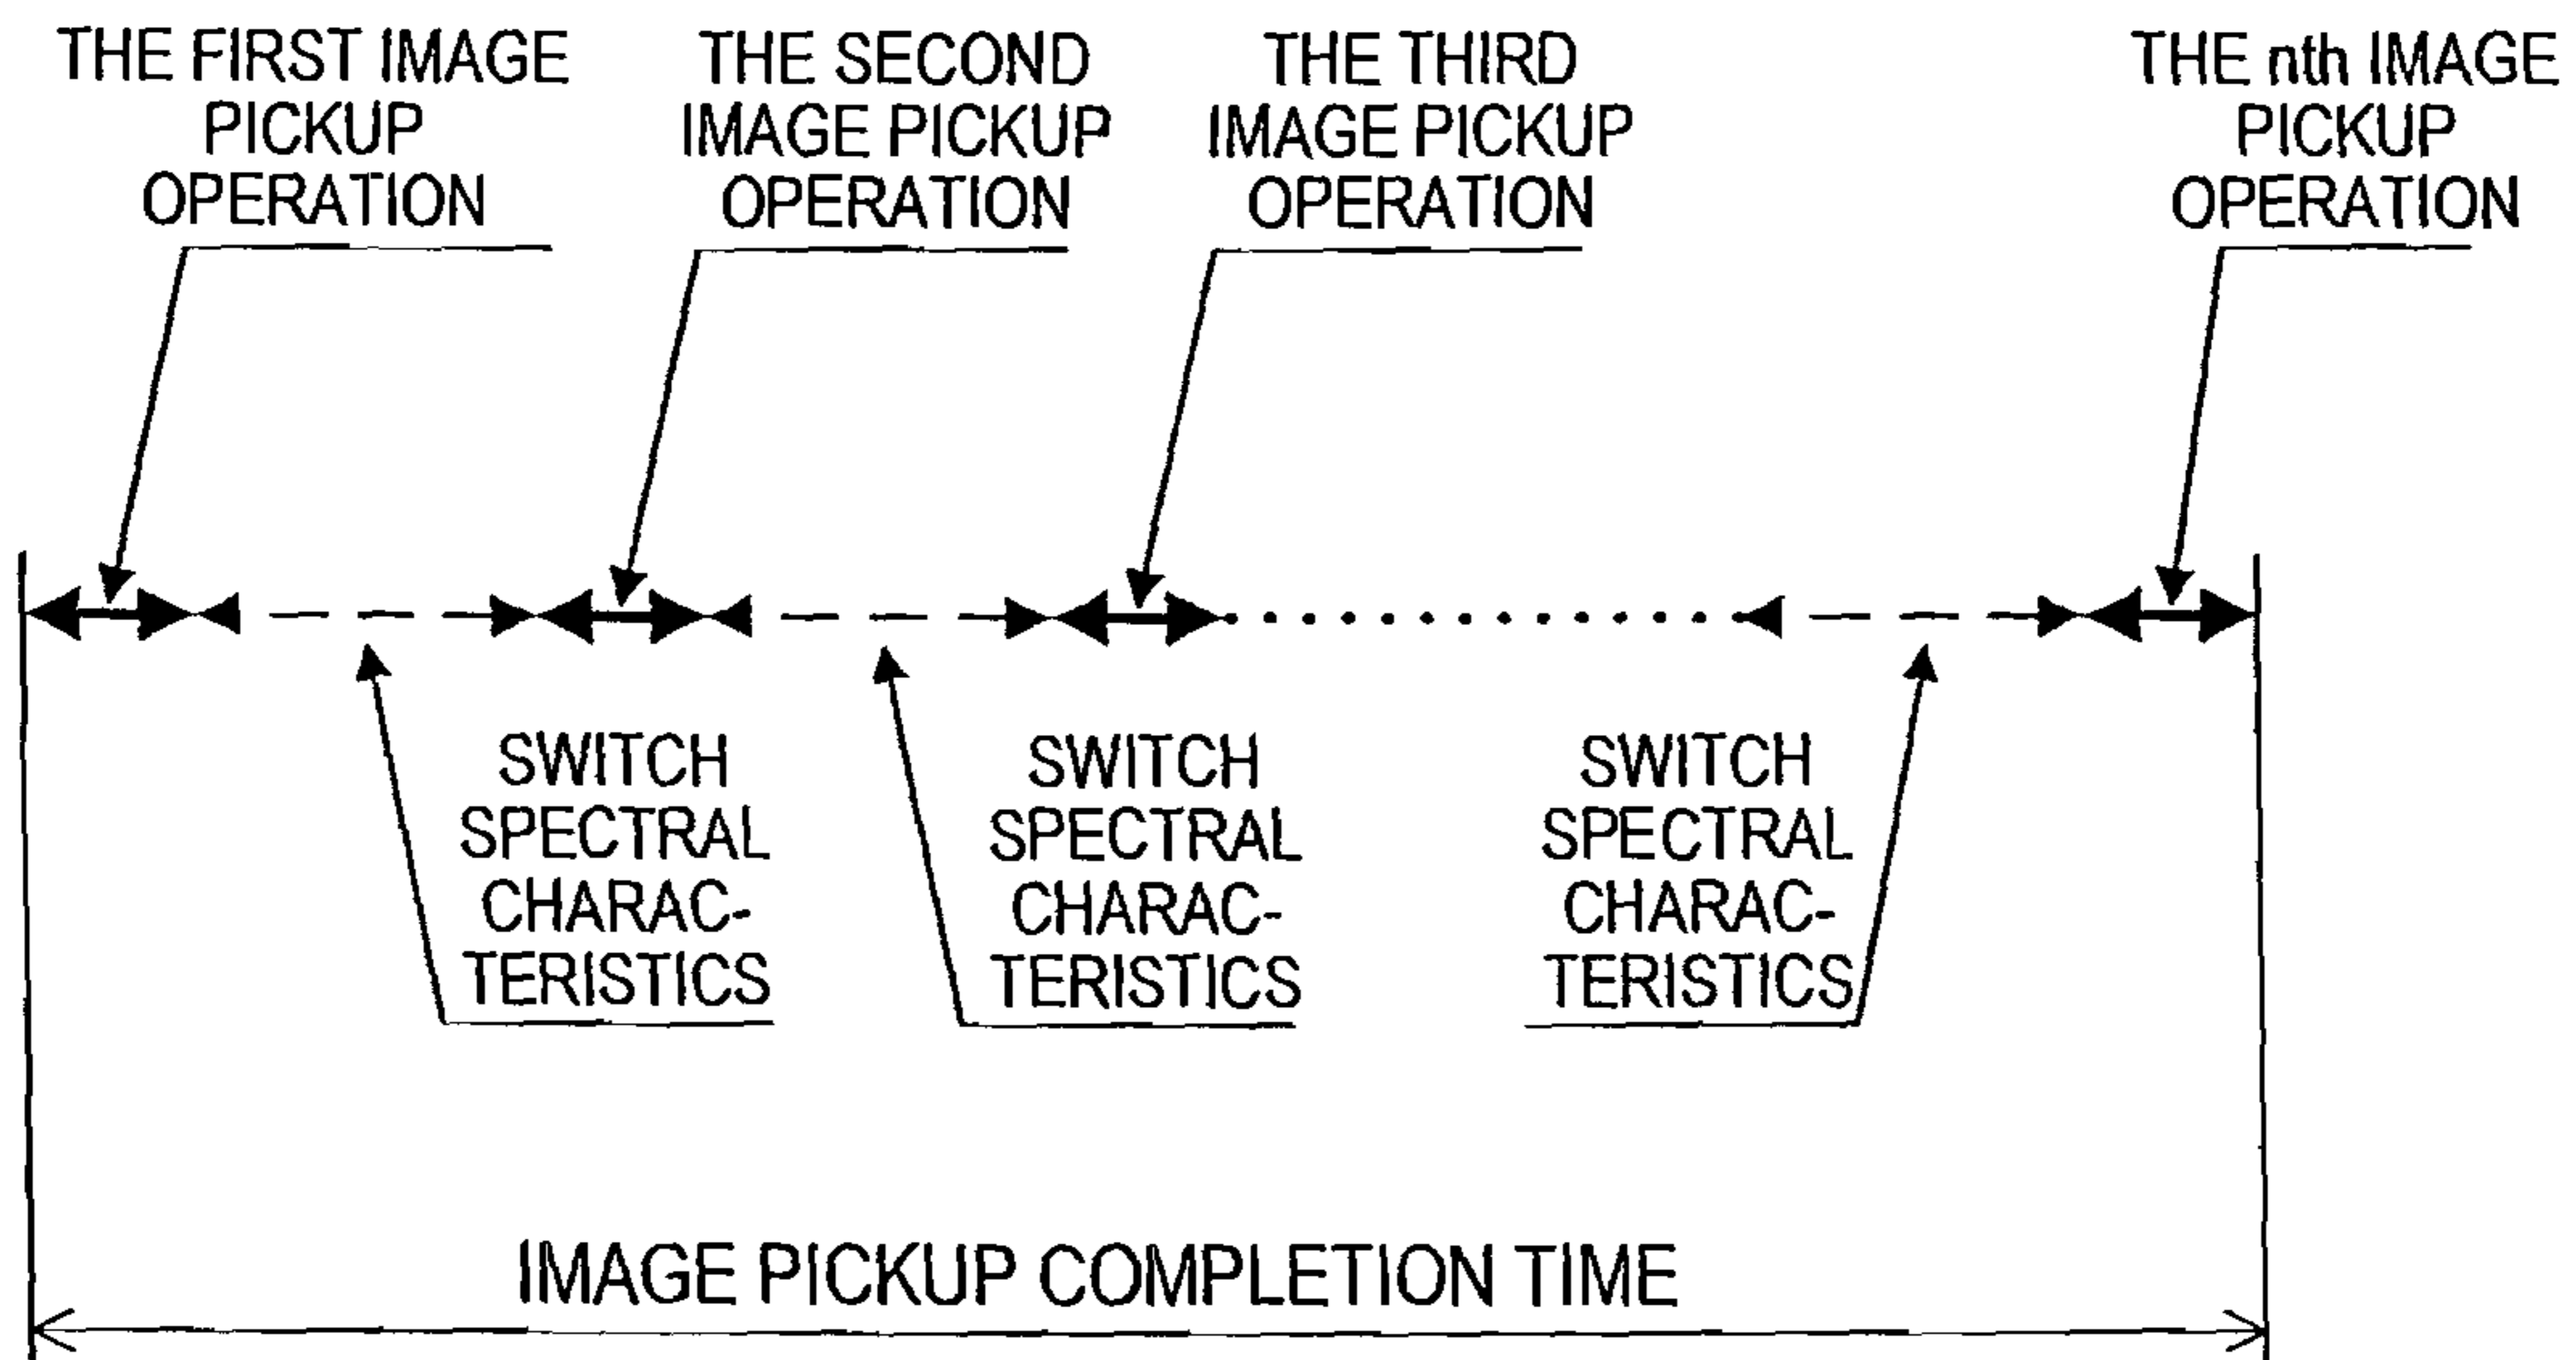 THE FIRST IMAGE
PICKUP
OPERATION
THE SECOND
IMAGE PICKUP
OPERATION
THE THIRD
IMAGE PICKUP
OPERATION
THE nth IMAGE
PICKUP
OPERATION
SWITCH
SPECTRAL
CHARAC-
TERISTICS
SWITCH
SPECTRAL
CHARAC-
TERISTICS
SWITCH
SPECTRAL
CHARAC-
TERISTICS
IMAGE PICKUP COMPLETION TIME